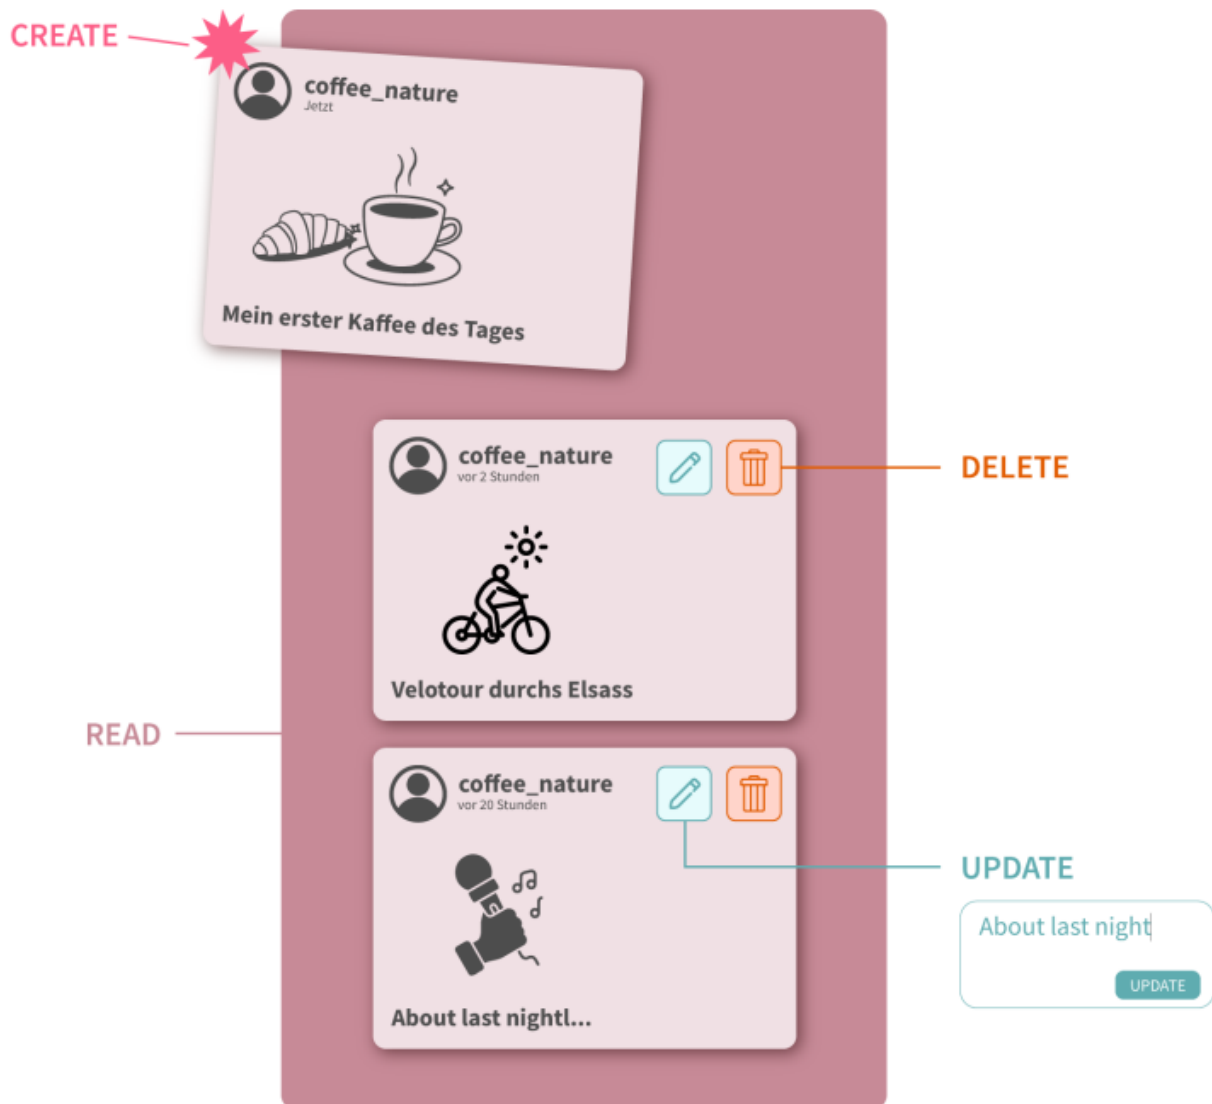 CREATE
coffee_nature
Jetzt
Mein erster Kaffee des Tages
coffee_nature
vor 2 Stunden
DELETE
Velotour durchs Elsass
READ
coffee_nature
vor 20 Stunden
UPDATE
About last night
UPDATE
About last nightl...